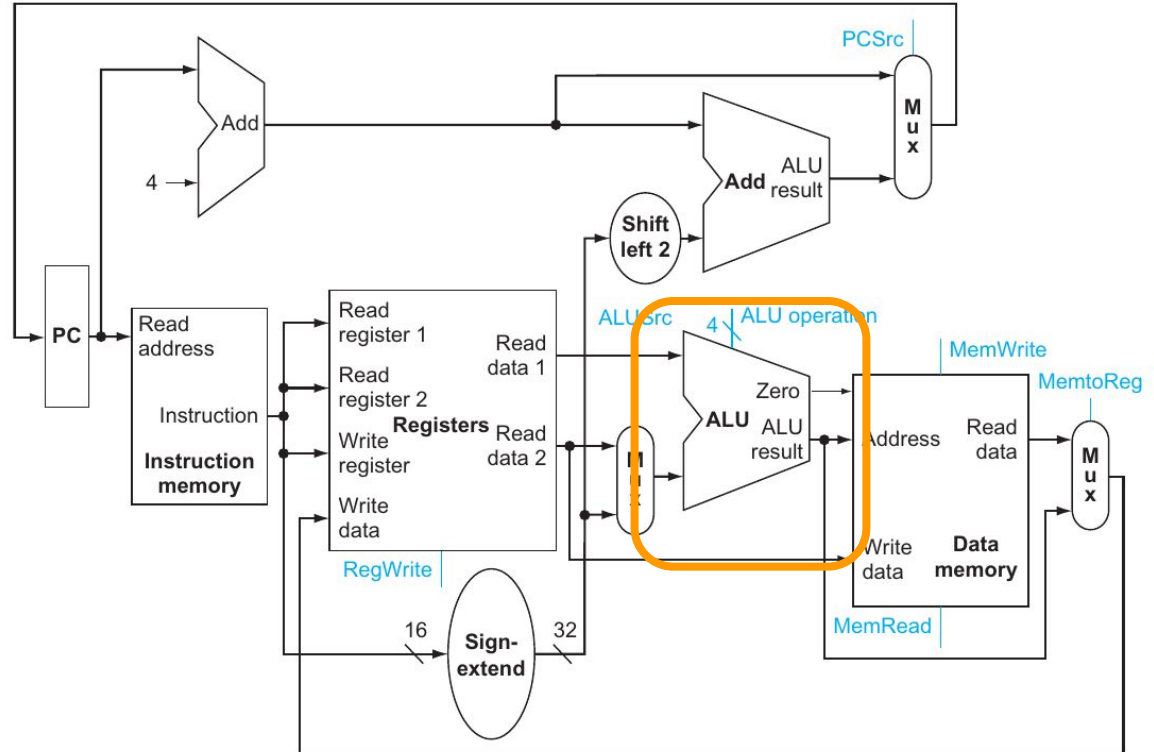 PCSrc
M
u
x
Add
4
Add
ALU
result
Shift
left 2
PC
Read
address
Instruction
Instruction
memory
Read
register 1
Read
register 2
Write
register
Write
data
Registers
Read
data 1
Read
data 2
RegWrite
16
Sign-
extend
32
ALUSrc
M
u
x
4
ALU operation
Zero
ALU
ALU
result
MemWrite
Address
Read
data
Write
data
Data
memory
MemRead
MemtoReg
M
u
x